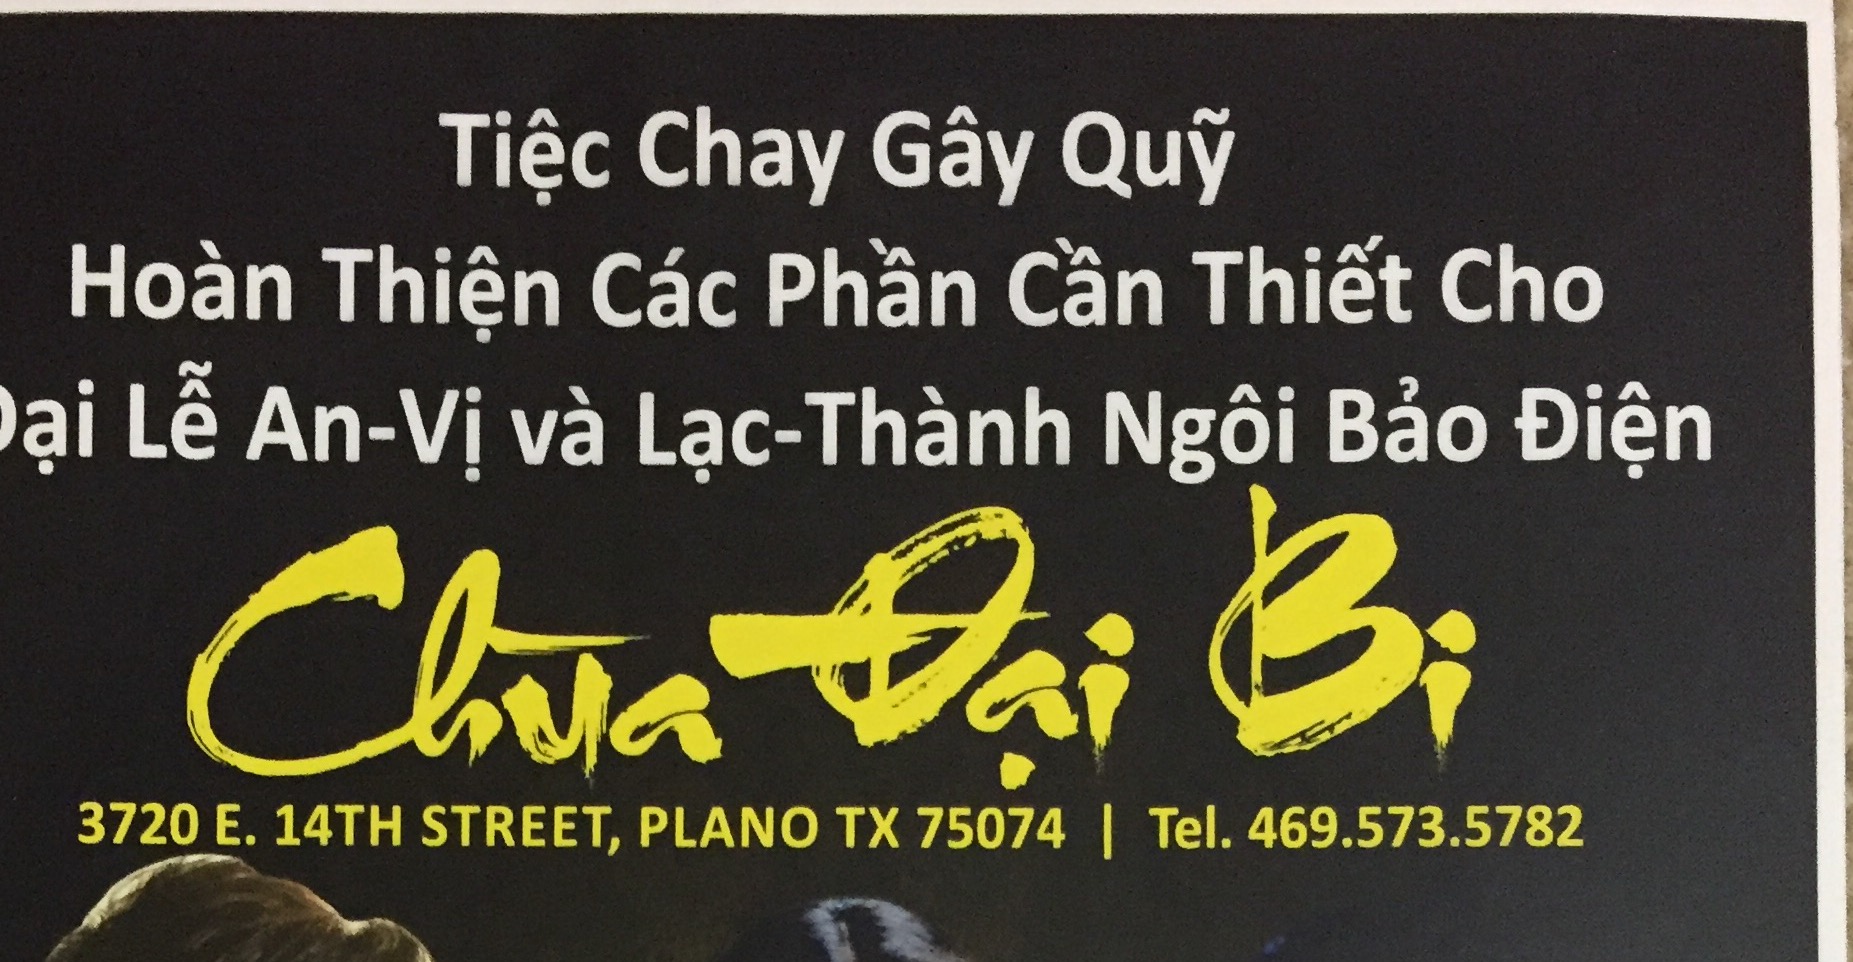 Tiệc Chay Gây Quỹ
Hoàn Thiện Các Phần Cần Thiết Cho
Đại Lễ An-Vị và Lạc-Thành Ngôi Bảo Điện
Chùa Đại Bi
3720 E. 14TH STREET, PLANO TX 75074 | Tel. 469.573.5782